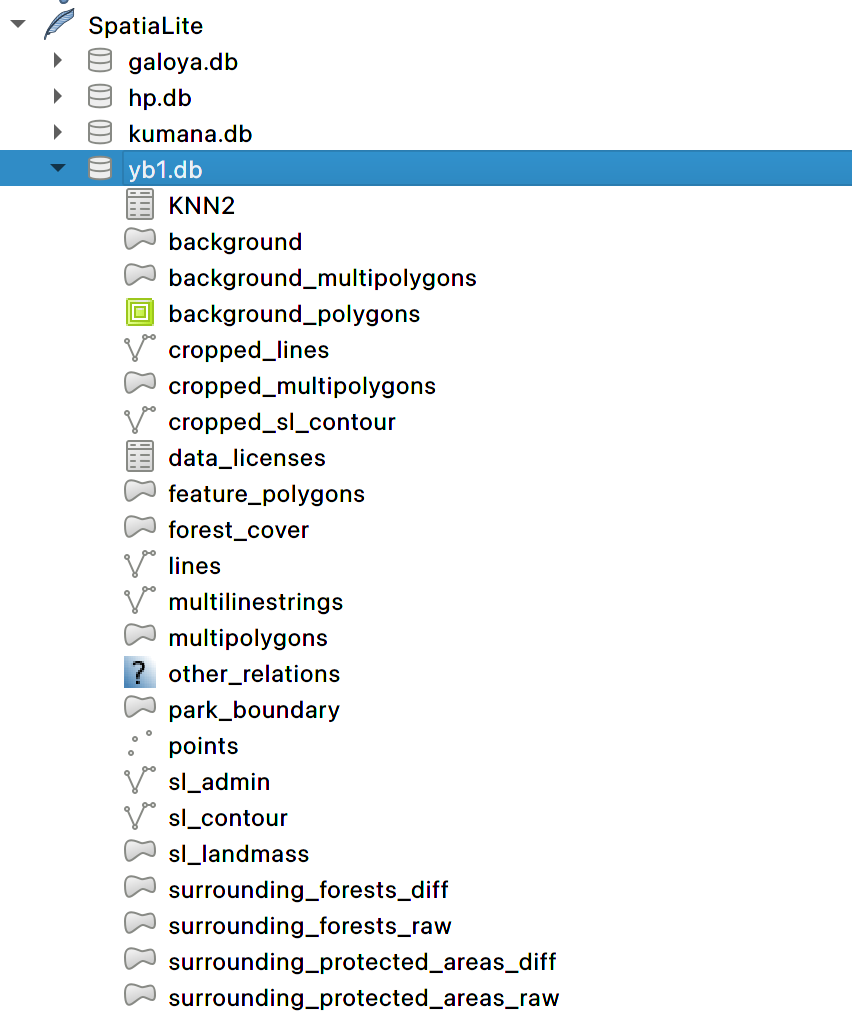 SpatiaLite
galoya.db
hp.db
kumana.db
yb1.db
KNN2
background
background_multipolygons
background_polygons
cropped_lines
cropped_multipolygons
cropped_sl_contour
data_licenses
feature_polygons
forest_cover
lines
multilinestrings
multipolygons
? other_relations
park_boundary
points
sl_admin
sl_contour
sl_landmass
surrounding_forests_diff
surrounding_forests_raw
surrounding_protected_areas_diff
surrounding_protected_areas_raw